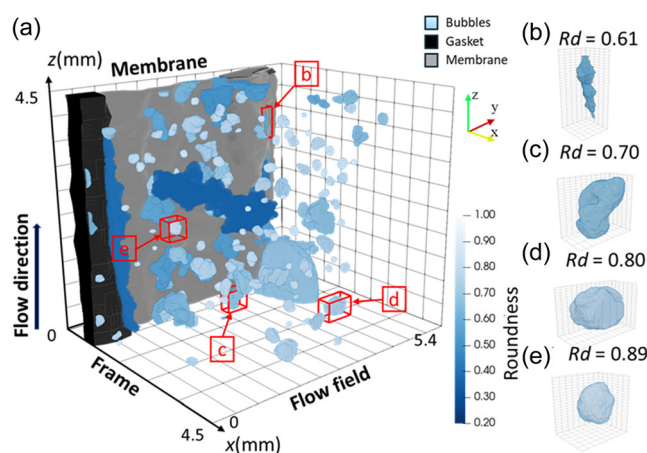 (a)
Bubbles
Gasket
Membrane
z(mm)
Membrane
4.5
b
z
y
x
e
Flow direction
0
d
c
5.4
Frame
Flow field
0
4.5
x(mm)
1.00
0.90
0.80
0.70
0.60
0.50
0.40
0.30
0.20
Roundness
(b)
Rd = 0.61
(c)
Rd = 0.70
(d)
Rd = 0.80
(e)
Rd = 0.89